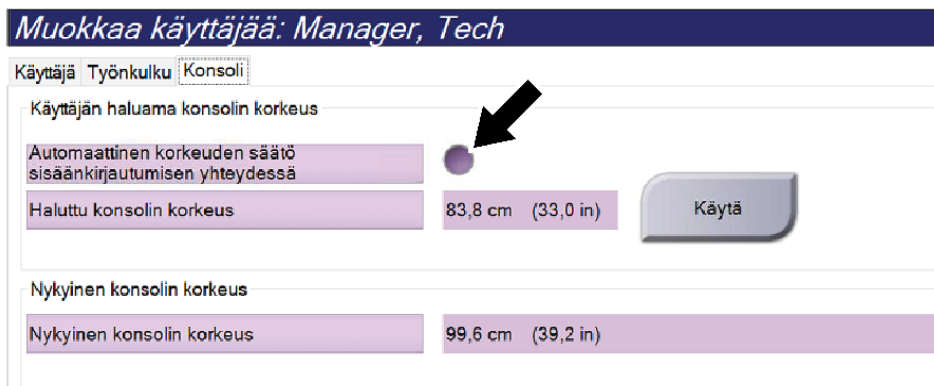 Muokkaa käyttäjää: Manager, Tech
Käyttäjä Työnkulku Konsoli
Käyttäjän haluama konsolin korkeus
Automaattinen korkeuden säätö
sisäänkirjautumisen yhteydessä
Haluttu konsolin korkeus 83,8 cm (33,0 in) Käytä
Nykyinen konsolin korkeus
Nykyinen konsolin korkeus 99,6 cm (39,2 in)